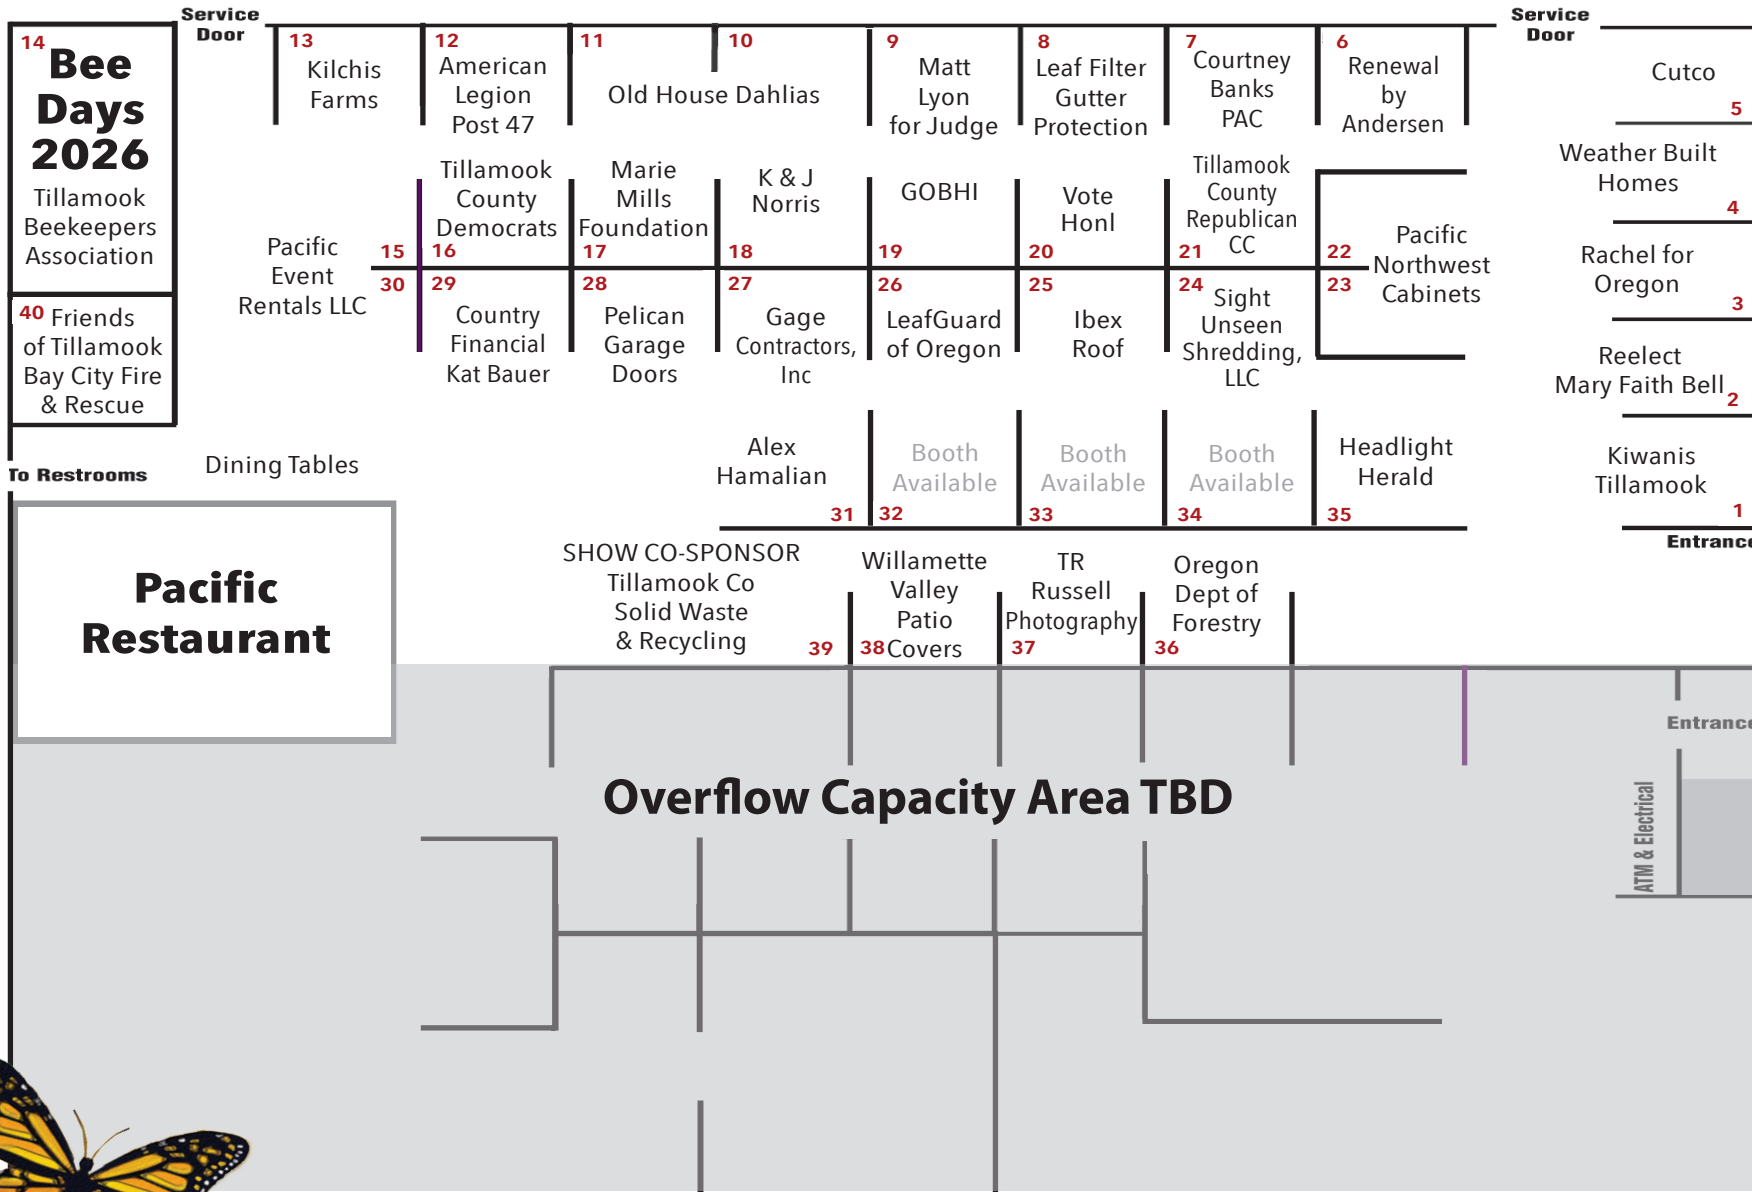 Service
Door
Service
Door
14
Bee
Days
2026
Tillamook
Beekeepers
Association
40
Friends
of Tillamook
Bay City Fire
& Rescue
13
Kilchis
Farms
12
American
Legion
Post 47
11
10
Old House Dahlias
9
Matt
Lyon
for Judge
8
Leaf Filter
Gutter
Protection
7
Courtney
Banks
PAC
6
Renewal
by
Andersen
Cutco
5
Weather Built
Homes
4
Rachel for
Oregon
3
Reelect
Mary Faith Bell
2
Kiwanis
Tillamook
1
Entrance
Pacific
Event
Rentals LLC
15
30
Tillamook
County
Democrats
16
Marie
Mills
Foundation
17
K & J
Norris
18
GOBHI
19
Vote
Honl
20
Tillamook
County
Republican
CC
21
22
Pacific
Northwest
Cabinets
23
29
Country
Financial
Kat Bauer
28
Pelican
Garage
Doors
27
Gage
Contractors,
Inc
26
LeafGuard
of Oregon
25
Ibex
Roof
24
Sight
Unseen
Shredding,
LLC
To Restrooms
Dining Tables
Alex
Hamalian
31
Booth
Available
32
Booth
Available
33
Booth
Available
34
Headlight
Herald
35
Pacific
Restaurant
SHOW CO-SPONSOR
Tillamook Co
Solid Waste
& Recycling
39
Willamette
Valley
Patio
38 Covers
TR
Russell
Photography
37
Oregon
Dept of
Forestry
36
Entrance
Overflow Capacity Area TBD
ATM & Electrical